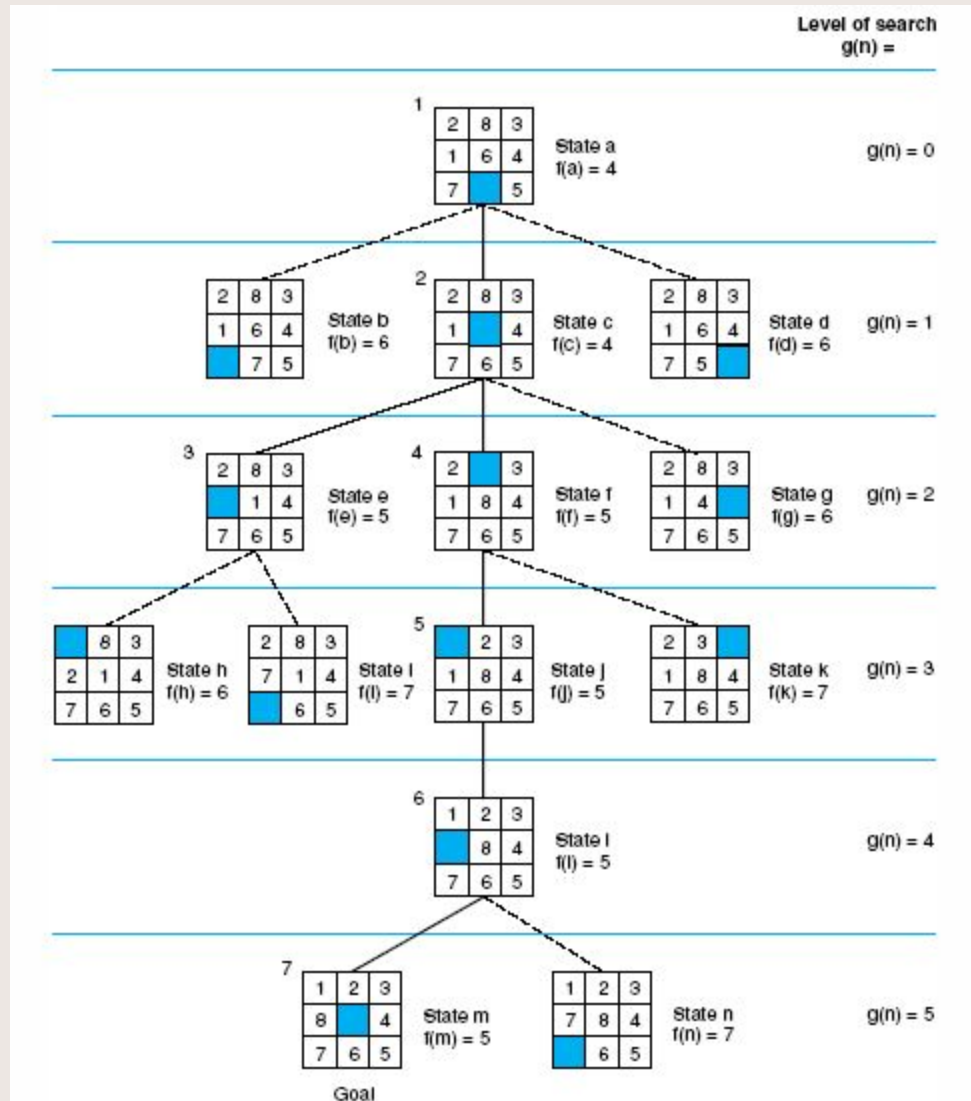 Level of search
g(n) =
1
2 8 3
1 6 4
7 5
State a
f(a) = 4
g(n) = 0
2 8 3
1 6 4
7 5
State b
f(b) = 6
2
2 8 3
1 4
7 6 5
State c
f(c) = 4
2 8 3
1 6 4
7 5
State d
f(d) = 6
g(n) = 1
3
2 8 3
1 4
7 6 5
State e
f(e) = 5
4
2 3
1 8 4
7 6 5
State f
f(f) = 5
2 8 3
1 4
7 6 5
State g
f(g) = 6
g(n) = 2
8 3
2 1 4
7 6 5
State h
f(h) = 6
2 8 3
7 1 4
6 5
State i
f(i) = 7
5
2 3
1 8 4
7 6 5
State j
f(j) = 5
2 3
1 8 4
7 6 5
State k
f(k) = 7
g(n) = 3
6
1 2 3
8 4
7 6 5
State l
f(l) = 5
g(n) = 4
7
1 2 3
8 4
7 6 5
State m
f(m) = 5
Goal
1 2 3
7 8 4
6 5
State n
f(n) = 7
g(n) = 5